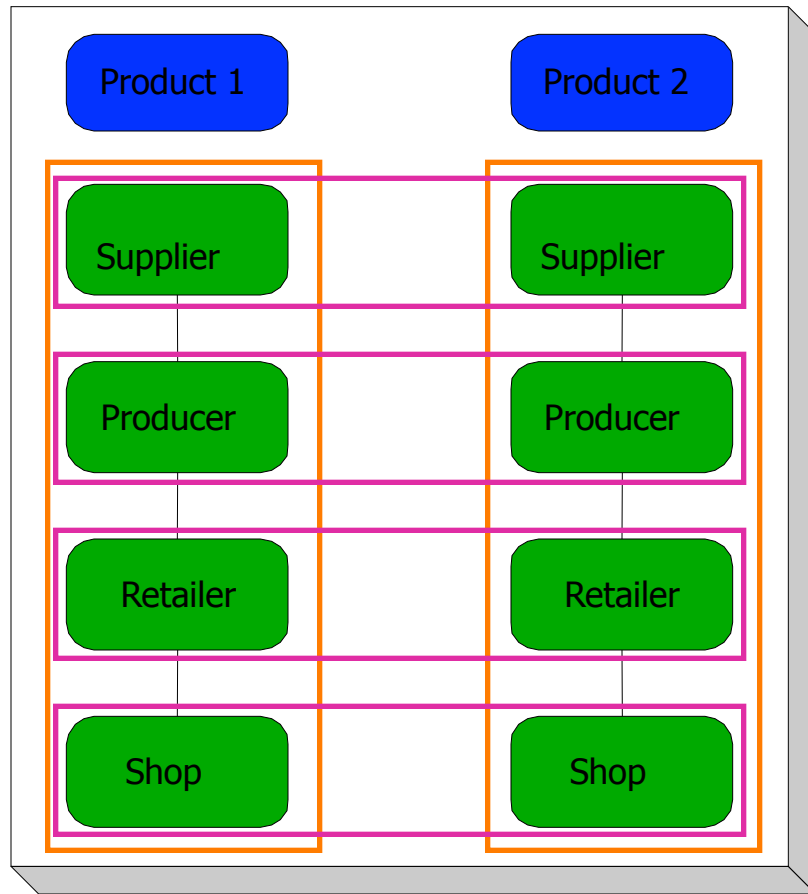 Product 1
Product 2
Supplier
Supplier
Producer
Producer
Retailer
Retailer
Shop
Shop